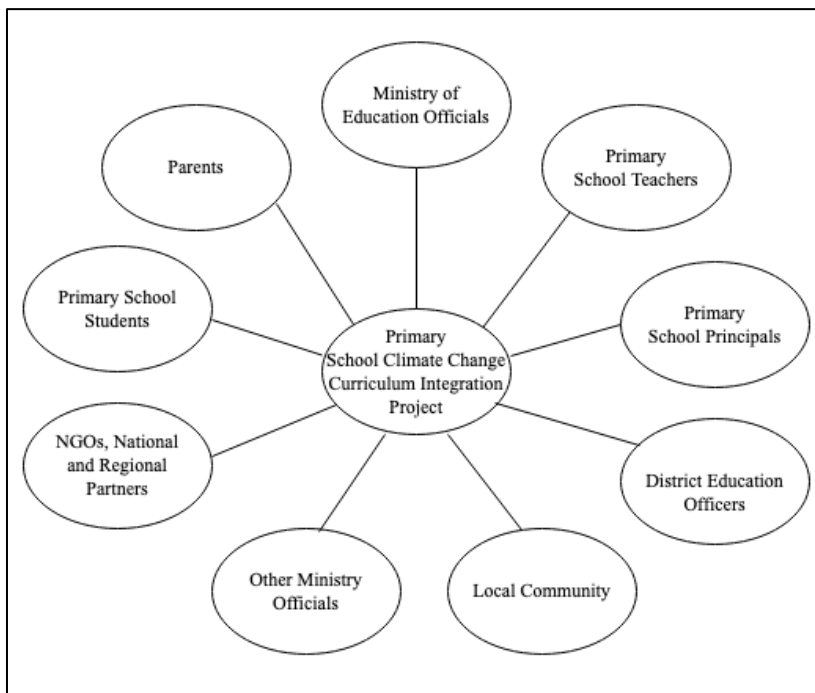 Ministry of
Education Officials
Primary
School Teachers
Parents
Primary School
Students
Primary
School Principals
Primary
School Climate Change
Curriculum Integration
Project
NGOs, National
and Regional
Partners
District Education
Officers
Other Ministry
Officials
Local Community